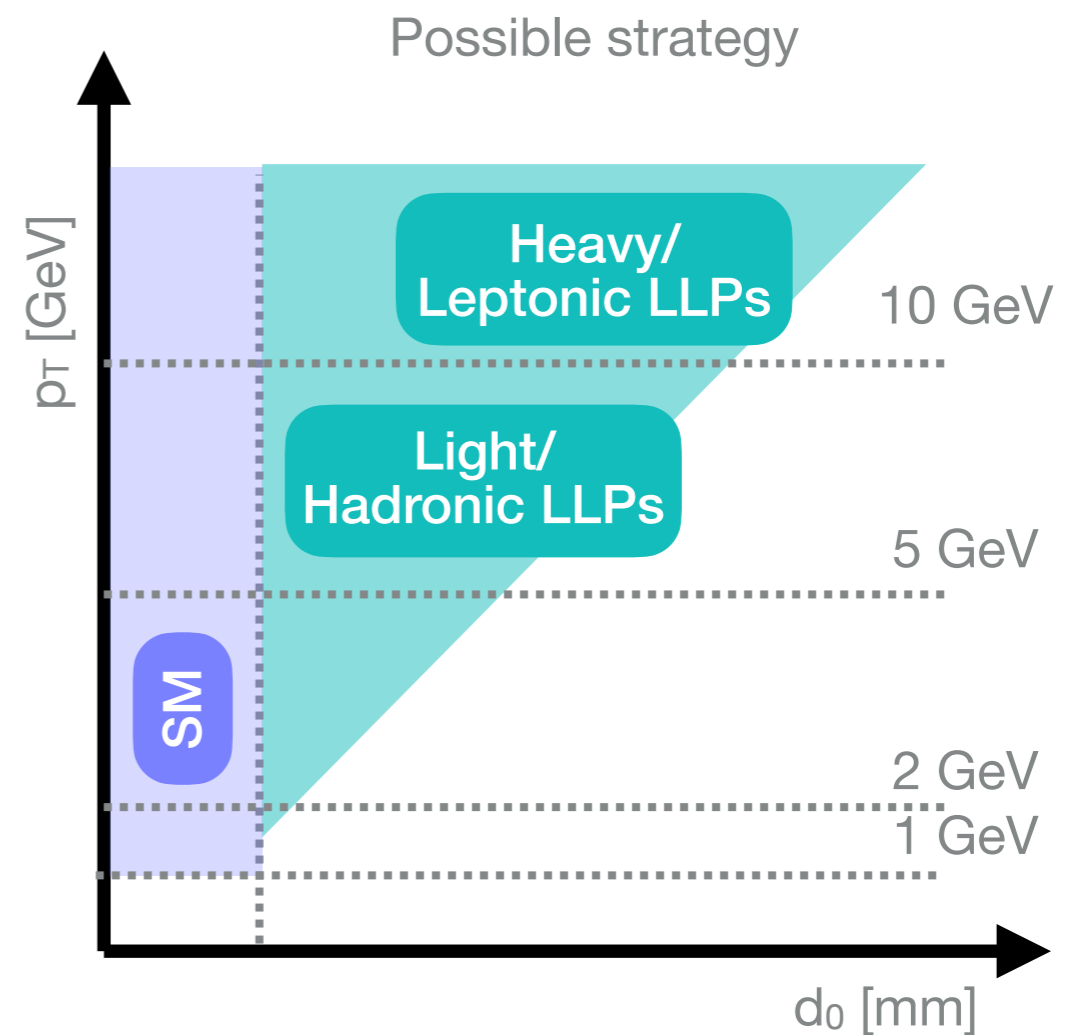 Possible strategy
pT [GeV]
Heavy/
Leptonic LLPs
10 GeV
Light/
Hadronic LLPs
5 GeV
SM
2 GeV
1 GeV
d0 [mm]